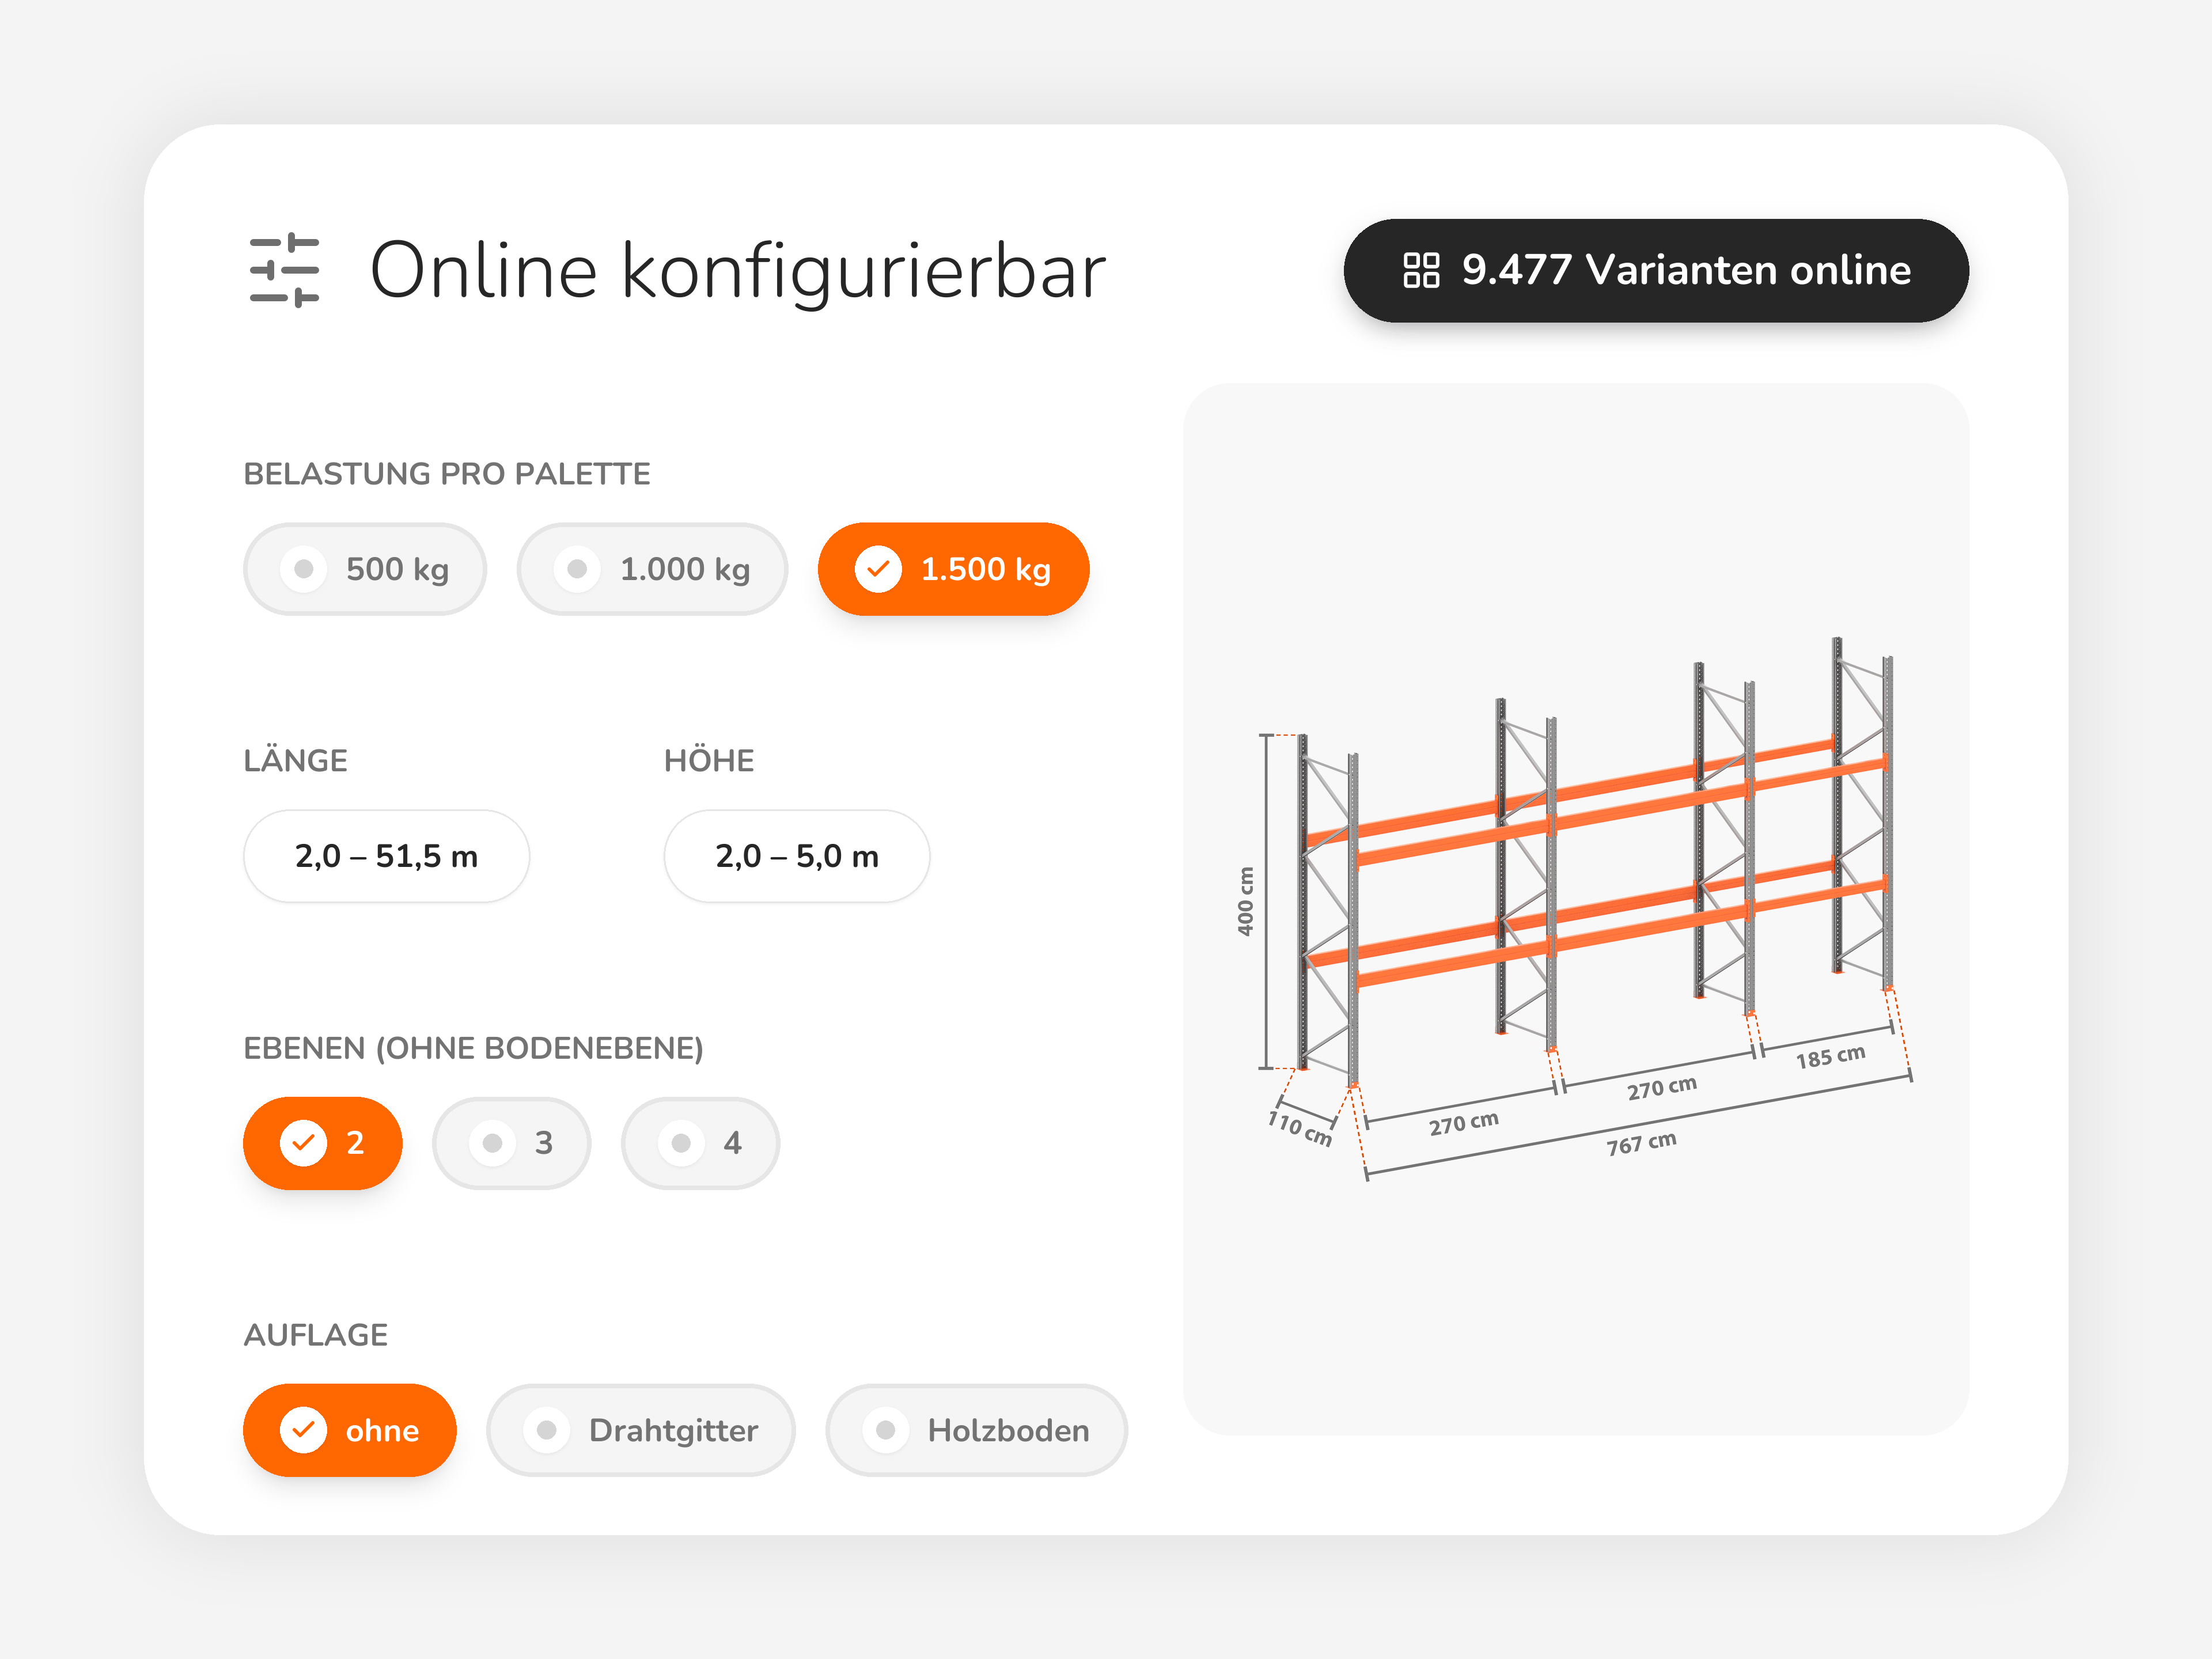 Online konfigurierbar
9.477 Varianten online
BELASTUNG PRO PALETTE
500 kg
1.000 kg
1.500 kg
LÄNGE
HÖHE
2,0 – 51,5 m
2,0 – 5,0 m
EBENEN (OHNE BODENEBENE)
2
3
4
AUFLAGE
ohne
Drahtgitter
Holzboden
400 cm
110 cm
270 cm
270 cm
185 cm
767 cm